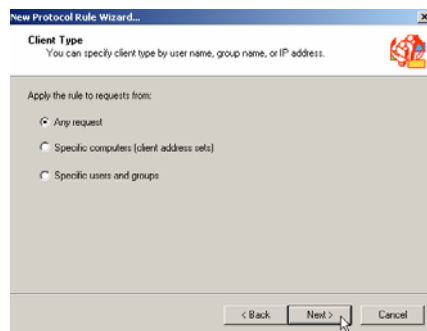 New Protocol Rule Wizard...
Client Type
You can specify client type by user name, group name, or IP address.
Apply the rule to requests from:
Any request
Specific computers (client address sets)
Specific users and groups
< Back Next > Cancel